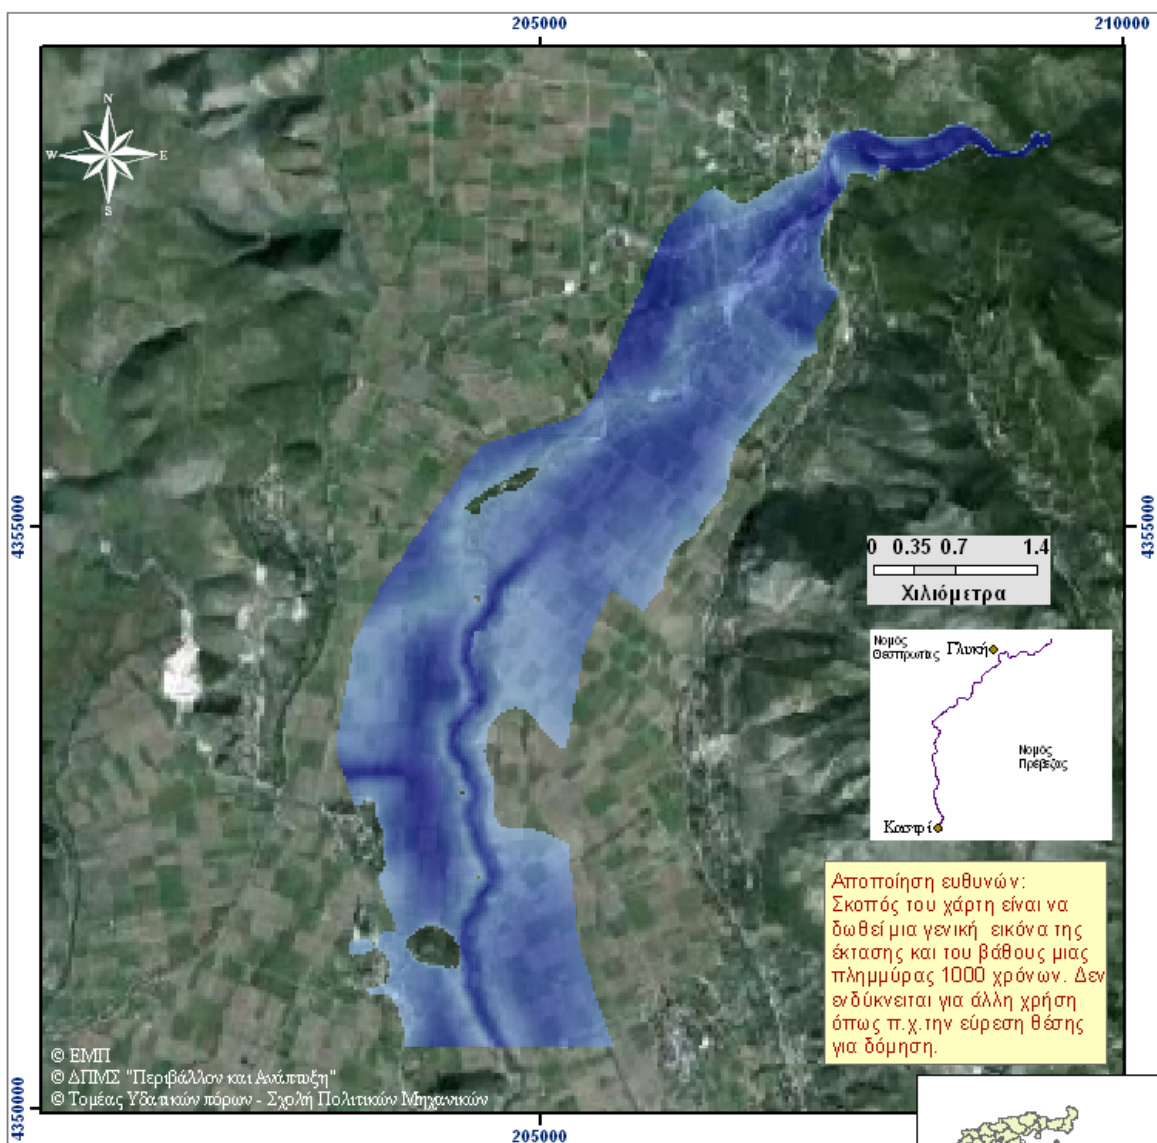 205000
210000
N
W
E
S
4355000
4355000
0 0.35 0.7 1.4
Χιλιόμετρα
Νομός
Θεσπρωτας
Γλυκή
Νομός
Πρέβεζας
Καστρί
Αποποίηση ευθυνών:
Σκοπός του χάρτη είναι να
δωθεί μια γενική εικόνα της
έκτασης και του βάθους μιας
πλημμύρας 1000 χρόνων. Δεν
ενδύκνειται για άλλη χρήση
όπως π.χ.την εύρεση θέσης
για δόμηση.
© ΕΜΠ
© ΔΠΜΣ "Περιβάλλον και Ανάπτυξη"
© Τομέας Υδατικών πόρων - Σχολή Πολιτικών Μηχανικών
4350000
205000